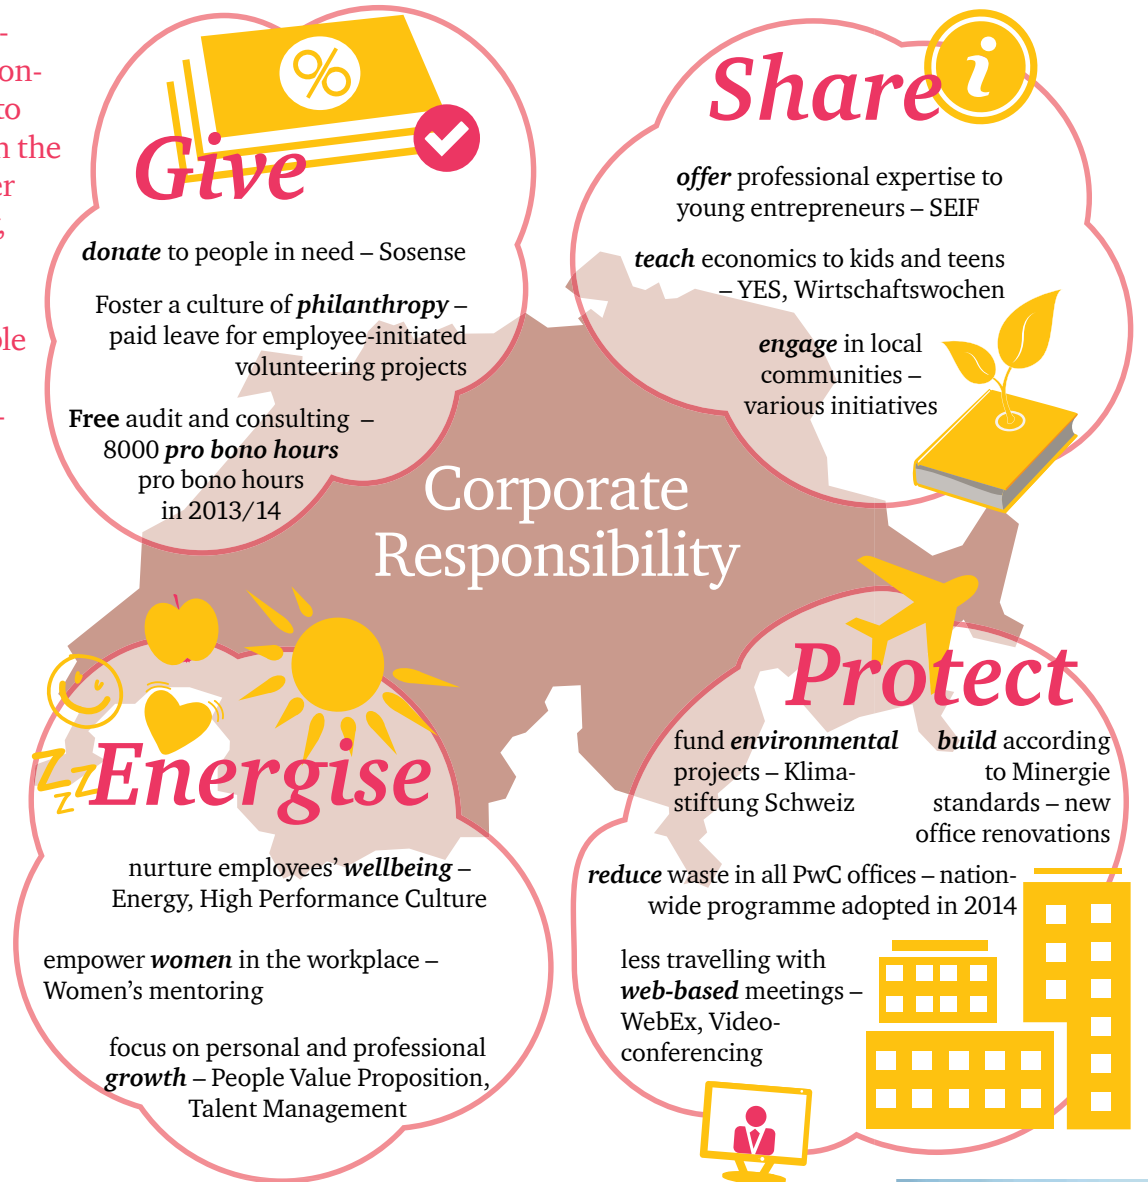 -
on-
to
n the
er
,
ole
-
Give
donate to people in need – Sosense
Foster a culture of philanthropy –
paid leave for employee-initiated
volunteering projects
Free audit and consulting –
8000 pro bono hours
pro bono hours
in 2013/14
Share
i
offer professional expertise to
young entrepreneurs – SEIF
teach economics to kids and teens
– YES, Wirtschaftswochen
engage in local
communities –
various initiatives
Corporate
Responsibility
Energise
zzzz
nurture employees’ wellbeing –
Energy, High Performance Culture
empower women in the workplace –
Women’s mentoring
focus on personal and professional
growth – People Value Proposition,
Talent Management
Protect
fund environmental
projects – Klima-
stiftung Schweiz
build according
to Minergie
standards – new
office renovations
reduce waste in all PwC offices – nation-
wide programme adopted in 2014
less travelling with
web-based meetings –
WebEx, Video-
conferencing